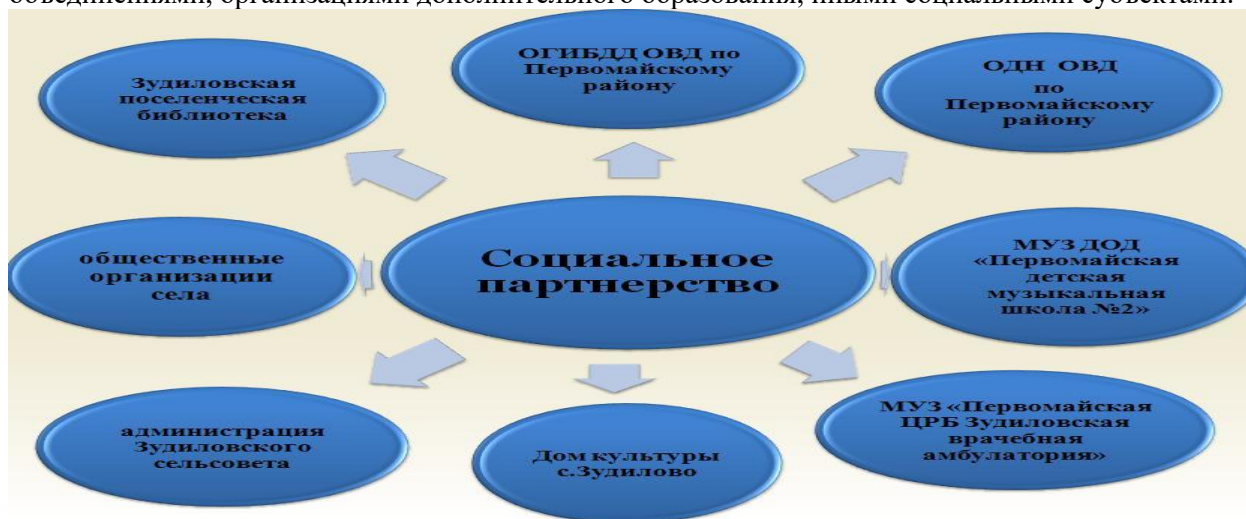 объединениями, организациями дополнительного образования, иными социальными субъектами.
Зудиловская
поселенческая
библиотека
ОГИБДД ОВД по
Первомайскому
району
ОДН ОВД
по
Первомайскому
району
общественные
организации
села
Социальное
партнерство
МУЗ ДОД
«Первомайская
детская
музыкальная
школа №2»
администрация
Зудиловского
сельсовета
Дом культуры
с.Зудилово
МУЗ «Первомайская
ЦРБ Зудиловская
врачебная
амбулатория»